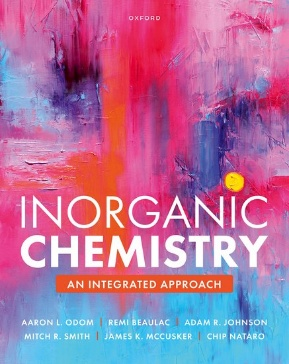 OXFORD
INORGANIC
CHEMISTRY
AN INTEGRATED APPROACH
AARON L. ODOM | REMI BEAULAC | ADAM R. JOHNSON
MITCH R. SMITH | JAMES K. MCCUSKER | CHIP NATARO